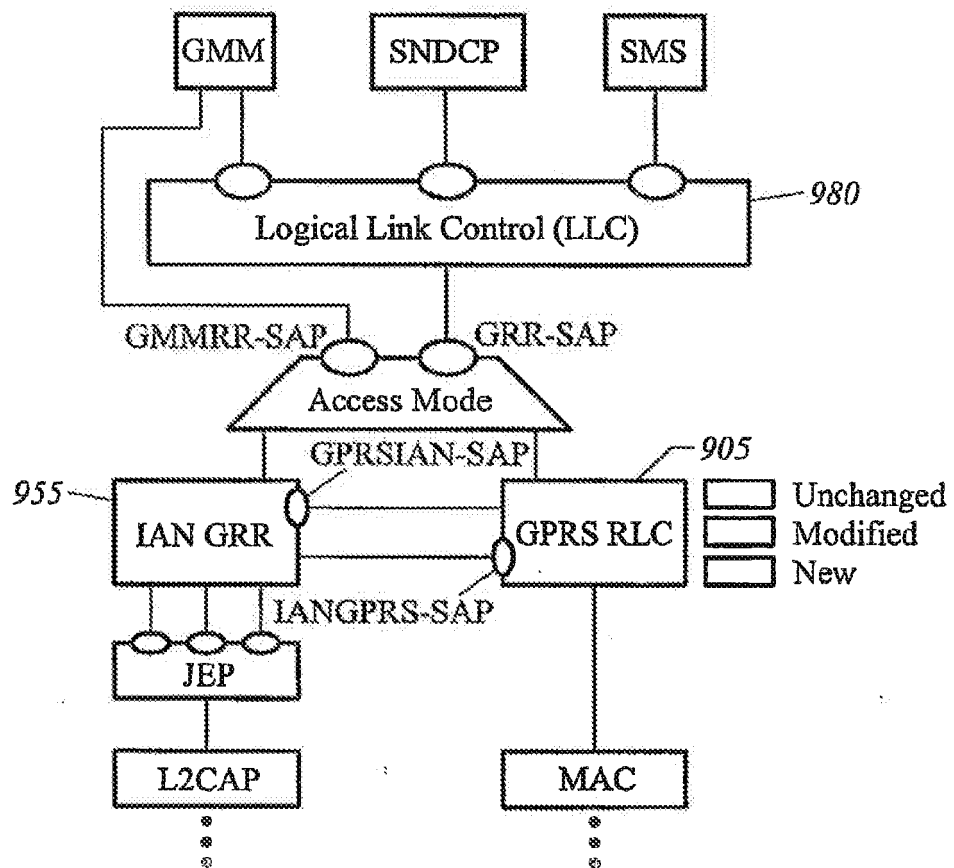 GMM
SNDCP
SMS
Logical Link Control (LLC)
980
GMMRR-SAP
GRR-SAP
Access Mode
GPRSIAN-SAP
905
955
IAN GRR
GPRS RLC
Unchanged
Modified
New
IANGPRS-SAP
JEP
L2CAP
MAC